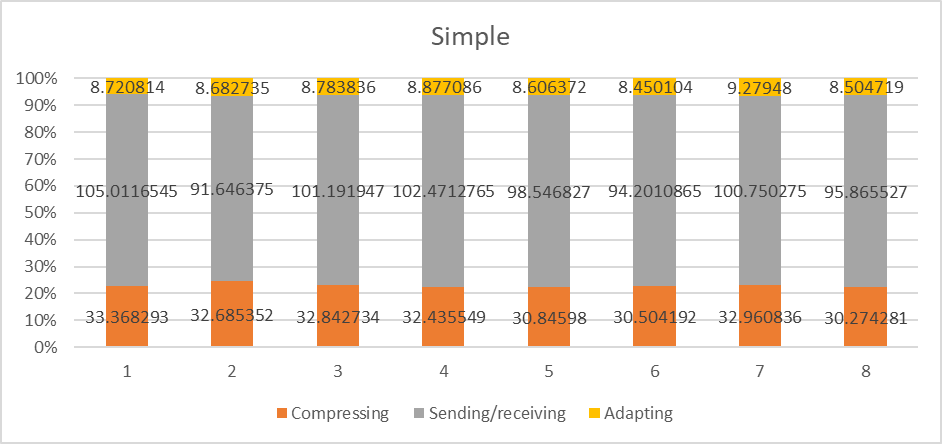 Simple
100%
8.720814 8.682735 8.783836 8.877086 8.606372 8.450104 9.27948 8.504719
90%
80%
70%
60%
105.0116545 91.646375 101.191947 102.4712765 98.546827 94.2010865 100.750275 95.865527
50%
40%
30%
20%
10%
33.368293 32.685352 32.842734 32.435549 30.84598 30.504192 32.960836 30.274281
0%
1 2 3 4 5 6 7 8
Compressing Sending/receiving Adapting